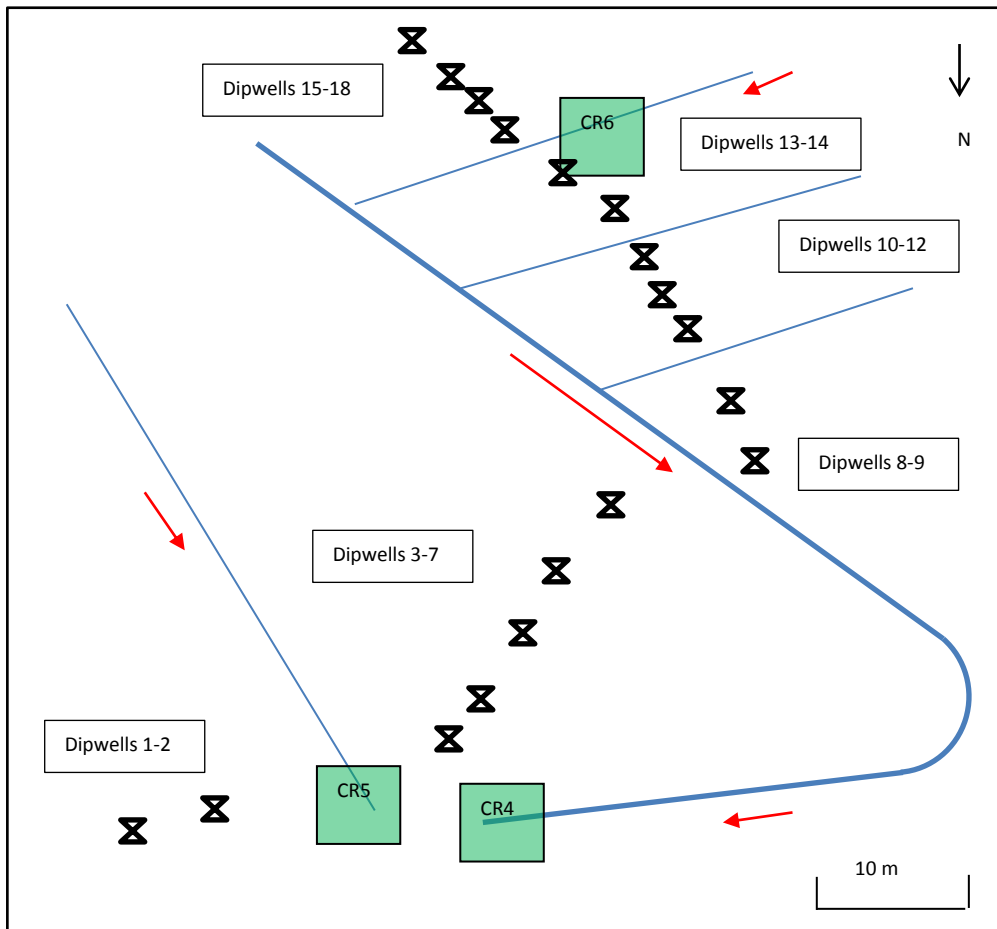 Dipwells 15-18
CR6
Dipwells 13-14
N
Dipwells 10-12
Dipwells 8-9
Dipwells 3-7
Dipwells 1-2
CR5
CR4
10 m